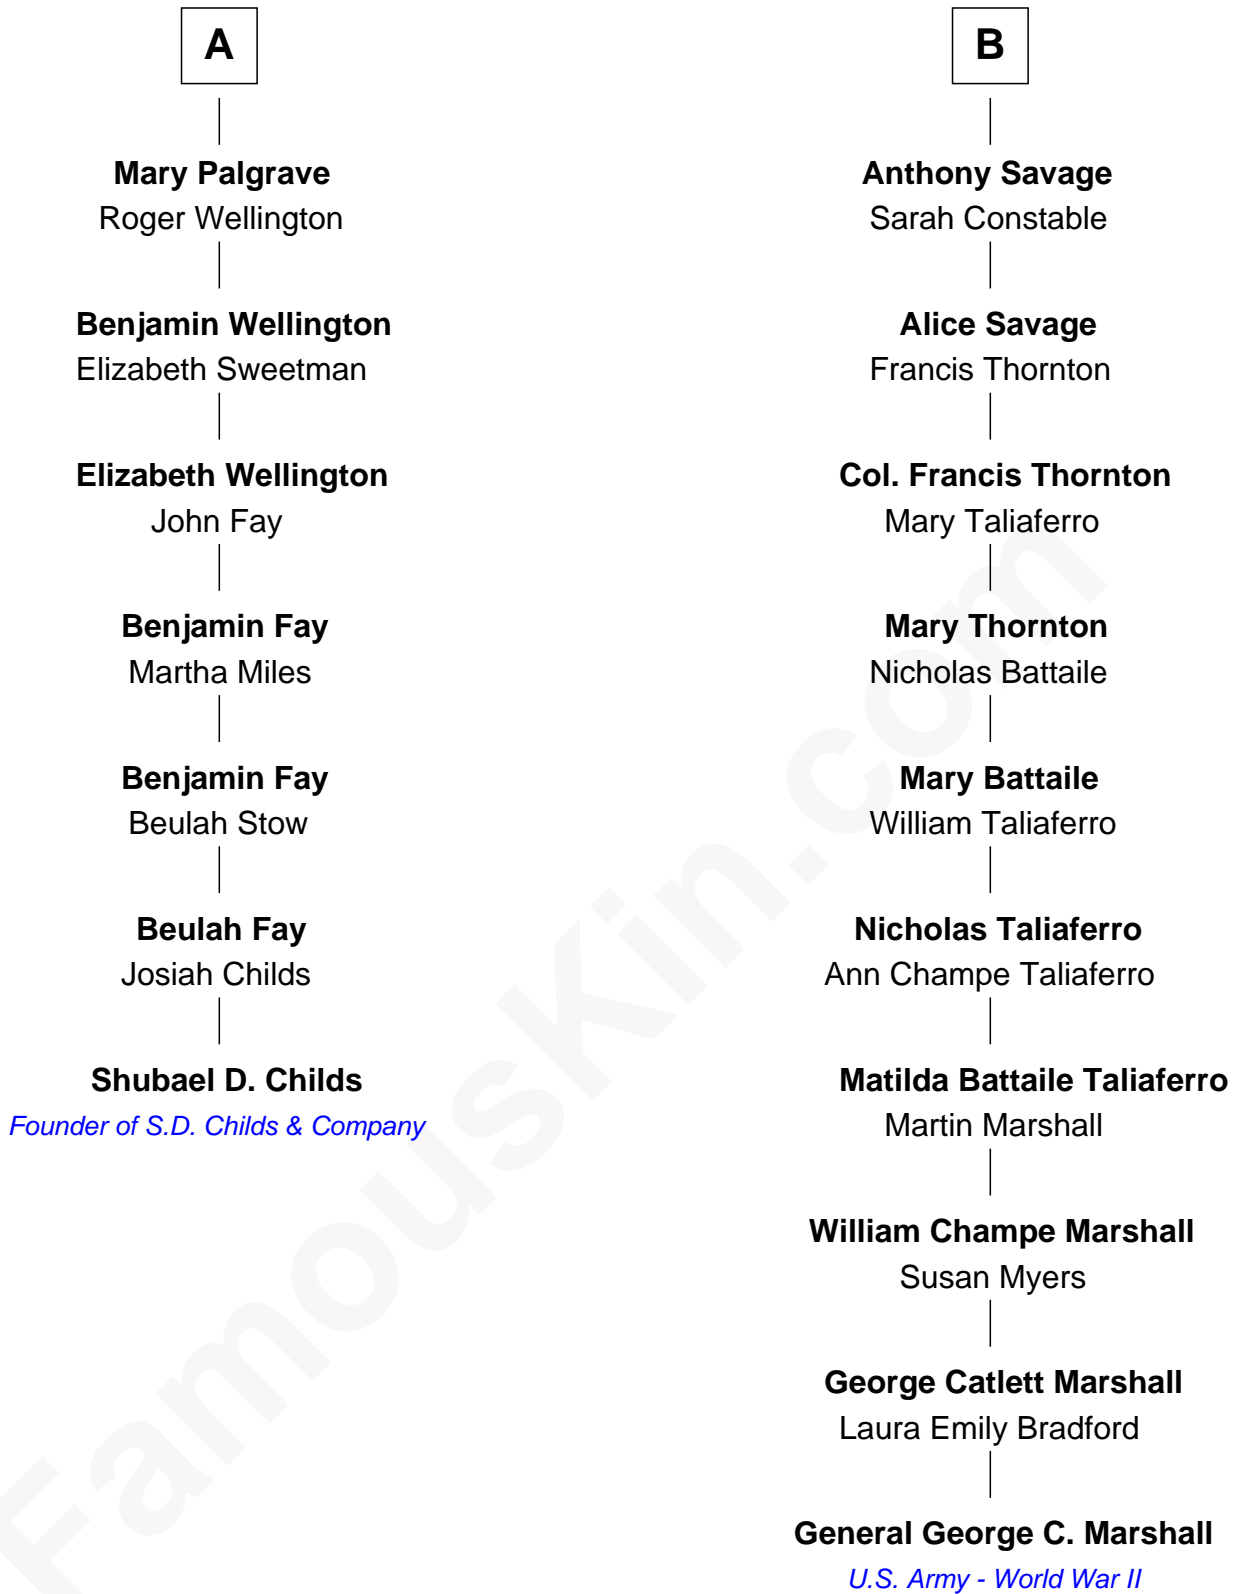 A
Mary Palgrave
Roger Wellington
Benjamin Wellington
Elizabeth Sweetman
Elizabeth Wellington
John Fay
Benjamin Fay
Martha Miles
Benjamin Fay
Beulah Stow
Beulah Fay
Josiah Childs
Shubael D. Childs
Founder of S.D. Childs & Company
B
Anthony Savage
Sarah Constable
Alice Savage
Francis Thornton
Col. Francis Thornton
Mary Taliaferro
Mary Thornton
Nicholas Battaile
Mary Battaile
William Taliaferro
Nicholas Taliaferro
Ann Champe Taliaferro
Matilda Battaile Taliaferro
Martin Marshall
William Champe Marshall
Susan Myers
George Catlett Marshall
Laura Emily Bradford
General George C. Marshall
U.S. Army - World War II
FamousKin.com